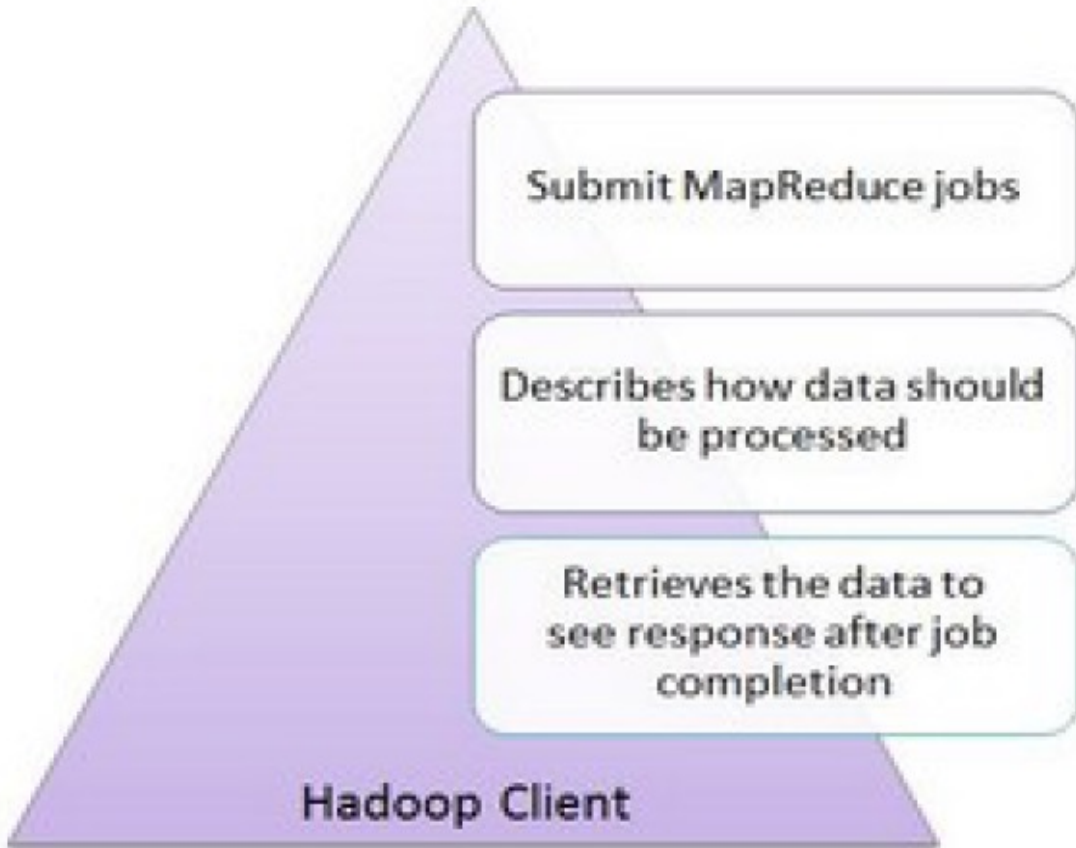 Submit MapReduce jobs
Describes how data should
be processed
Retrieves the data to
see response after job
completion
Hadoop Client